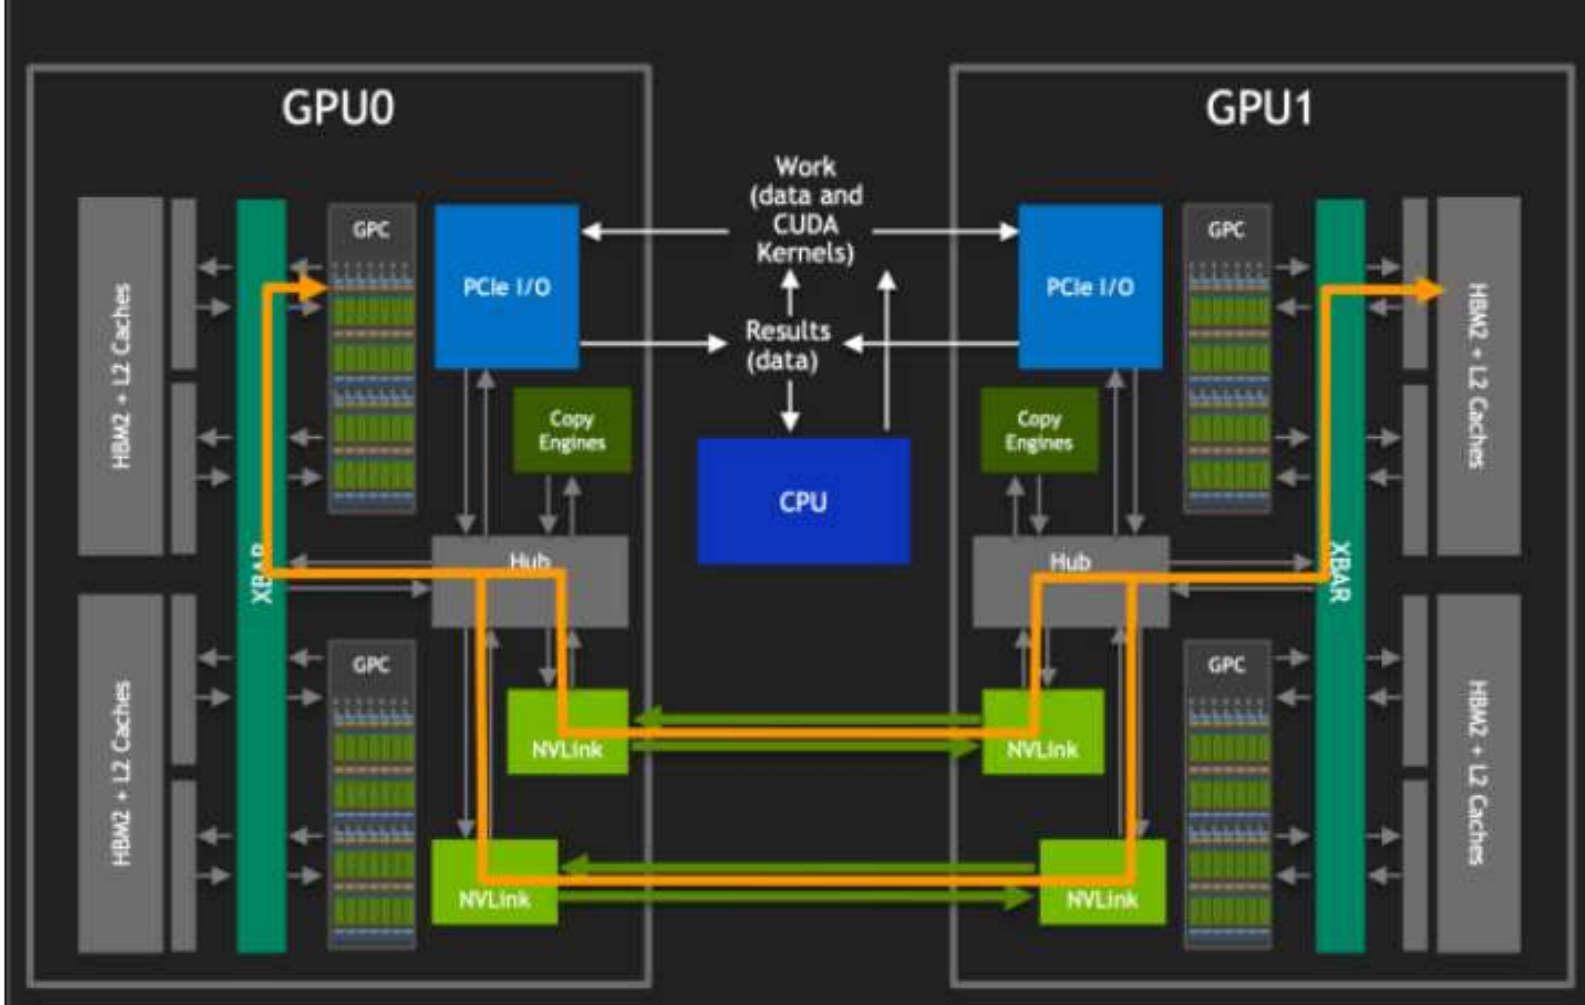 GPU0
GPU1
Work
(data and
CUDA
Kernels)
Results
(data)
CPU
HBM2 + L2 Caches
HBM2 + L2 Caches
XBAR
GPC
GPC
PCIe I/O
Copy
Engines
Hub
NVLink
NVLink
PCIe I/O
Copy
Engines
Hub
NVLink
NVLink
GPC
GPC
XBAR
HBM2 + L2 Caches
HBM2 + L2 Caches